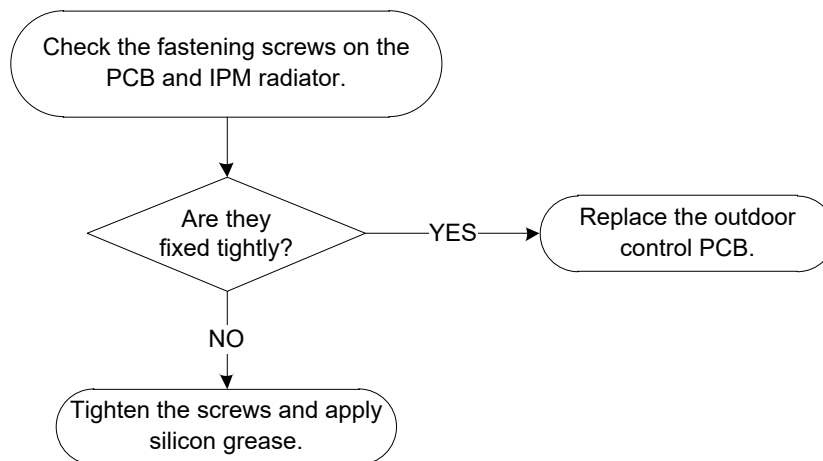 Check the fastening screws on the
PCB and IPM radiator.
Are they
fixed tightly?
YES
Replace the outdoor
control PCB.
NO
Tighten the screws and apply
silicon grease.